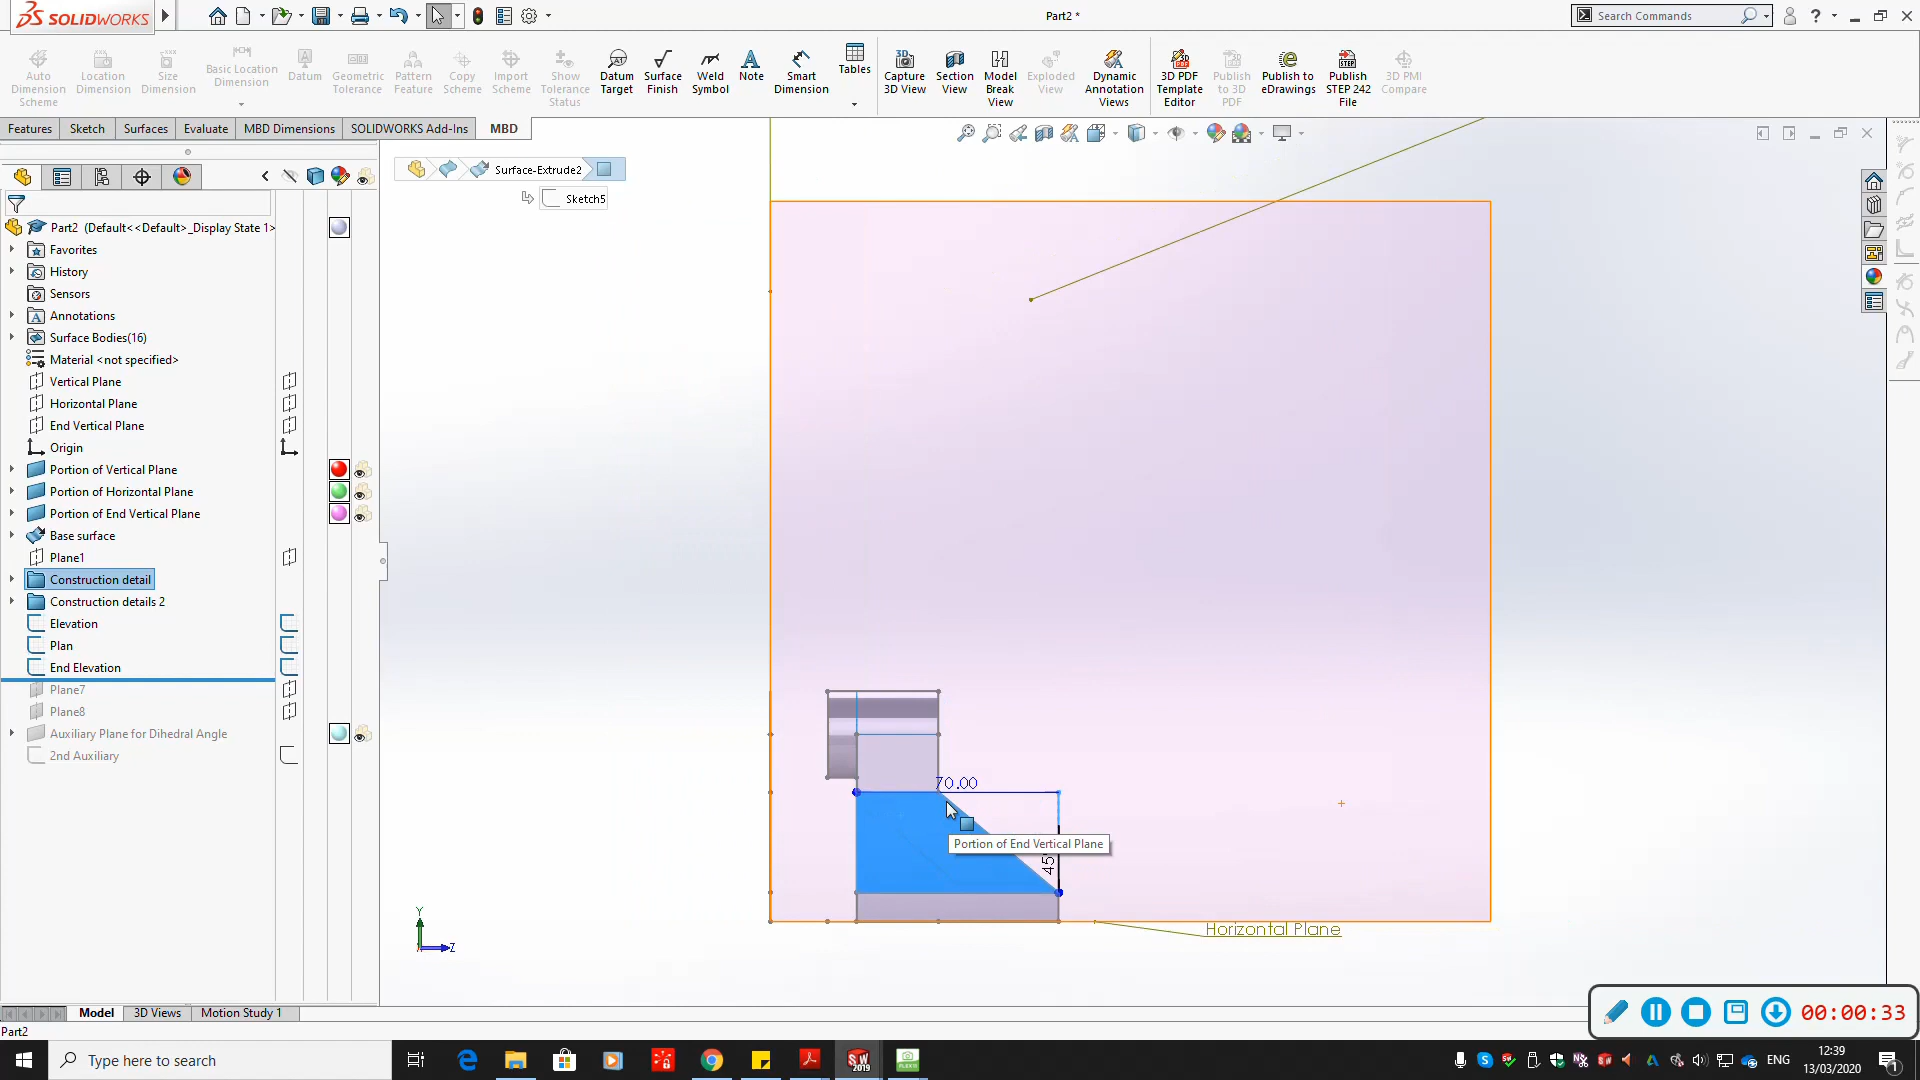 SOLIDWORKS
Part2 *
Search Commands
Auto Dimension Scheme
Location Dimension
Size Dimension
Basic Location Dimension
Datum
Geometric Tolerance
Pattern Feature
Copy Scheme
Import Scheme
Show Tolerance Status
Datum Target
Surface Finish
Weld Symbol
Note
Smart Dimension
Tables
Capture 3D View
Section View
Model Break View
Exploded View
Dynamic Annotation Views
3D PDF Template Editor
Publish to 3D PDF
Publish to eDrawings
Publish STEP 242 File
3D PMI Compare
Features
Sketch
Surfaces
Evaluate
MBD Dimensions
SOLIDWORKS Add-Ins
MBD
Surface-Extrude2
Sketch5
Part2 (Default<<Default>_Display State 1>
Favorites
History
Sensors
Annotations
Surface Bodies(16)
Material <not specified>
Vertical Plane
Horizontal Plane
End Vertical Plane
Origin
Portion of Vertical Plane
Portion of Horizontal Plane
Portion of End Vertical Plane
Base surface
Plane1
Construction detail
Construction details 2
Elevation
Plan
End Elevation
Plane7
Plane8
Auxiliary Plane for Dihedral Angle
2nd Auxiliary
70.00
Portion of End Vertical Plane
Horizontal Plane
Y
Z
Model
3D Views
Motion Study 1
Part2
00:00:33
Type here to search
ENG
12:39
13/03/2020